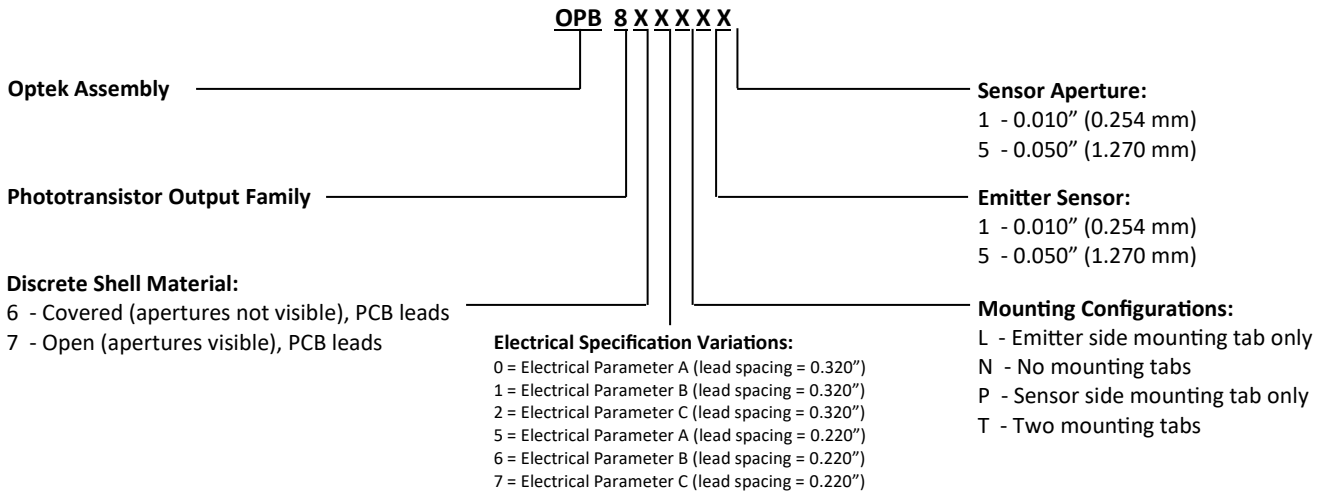 OPB 8 X X X X X
Optek Assembly
Phototransistor Output Family
Discrete Shell Material:
6 - Covered (apertures not visible), PCB leads
7 - Open (apertures visible), PCB leads
Electrical Specification Variations:
0 = Electrical Parameter A (lead spacing = 0.320”)
1 = Electrical Parameter B (lead spacing = 0.320”)
2 = Electrical Parameter C (lead spacing = 0.320”)
5 = Electrical Parameter A (lead spacing = 0.220”)
6 = Electrical Parameter B (lead spacing = 0.220”)
7 = Electrical Parameter C (lead spacing = 0.220”)
Sensor Aperture:
1 - 0.010” (0.254 mm)
5 - 0.050” (1.270 mm)
Emitter Sensor:
1 - 0.010” (0.254 mm)
5 - 0.050” (1.270 mm)
Mounting Configurations:
L - Emitter side mounting tab only
N - No mounting tabs
P - Sensor side mounting tab only
T - Two mounting tabs